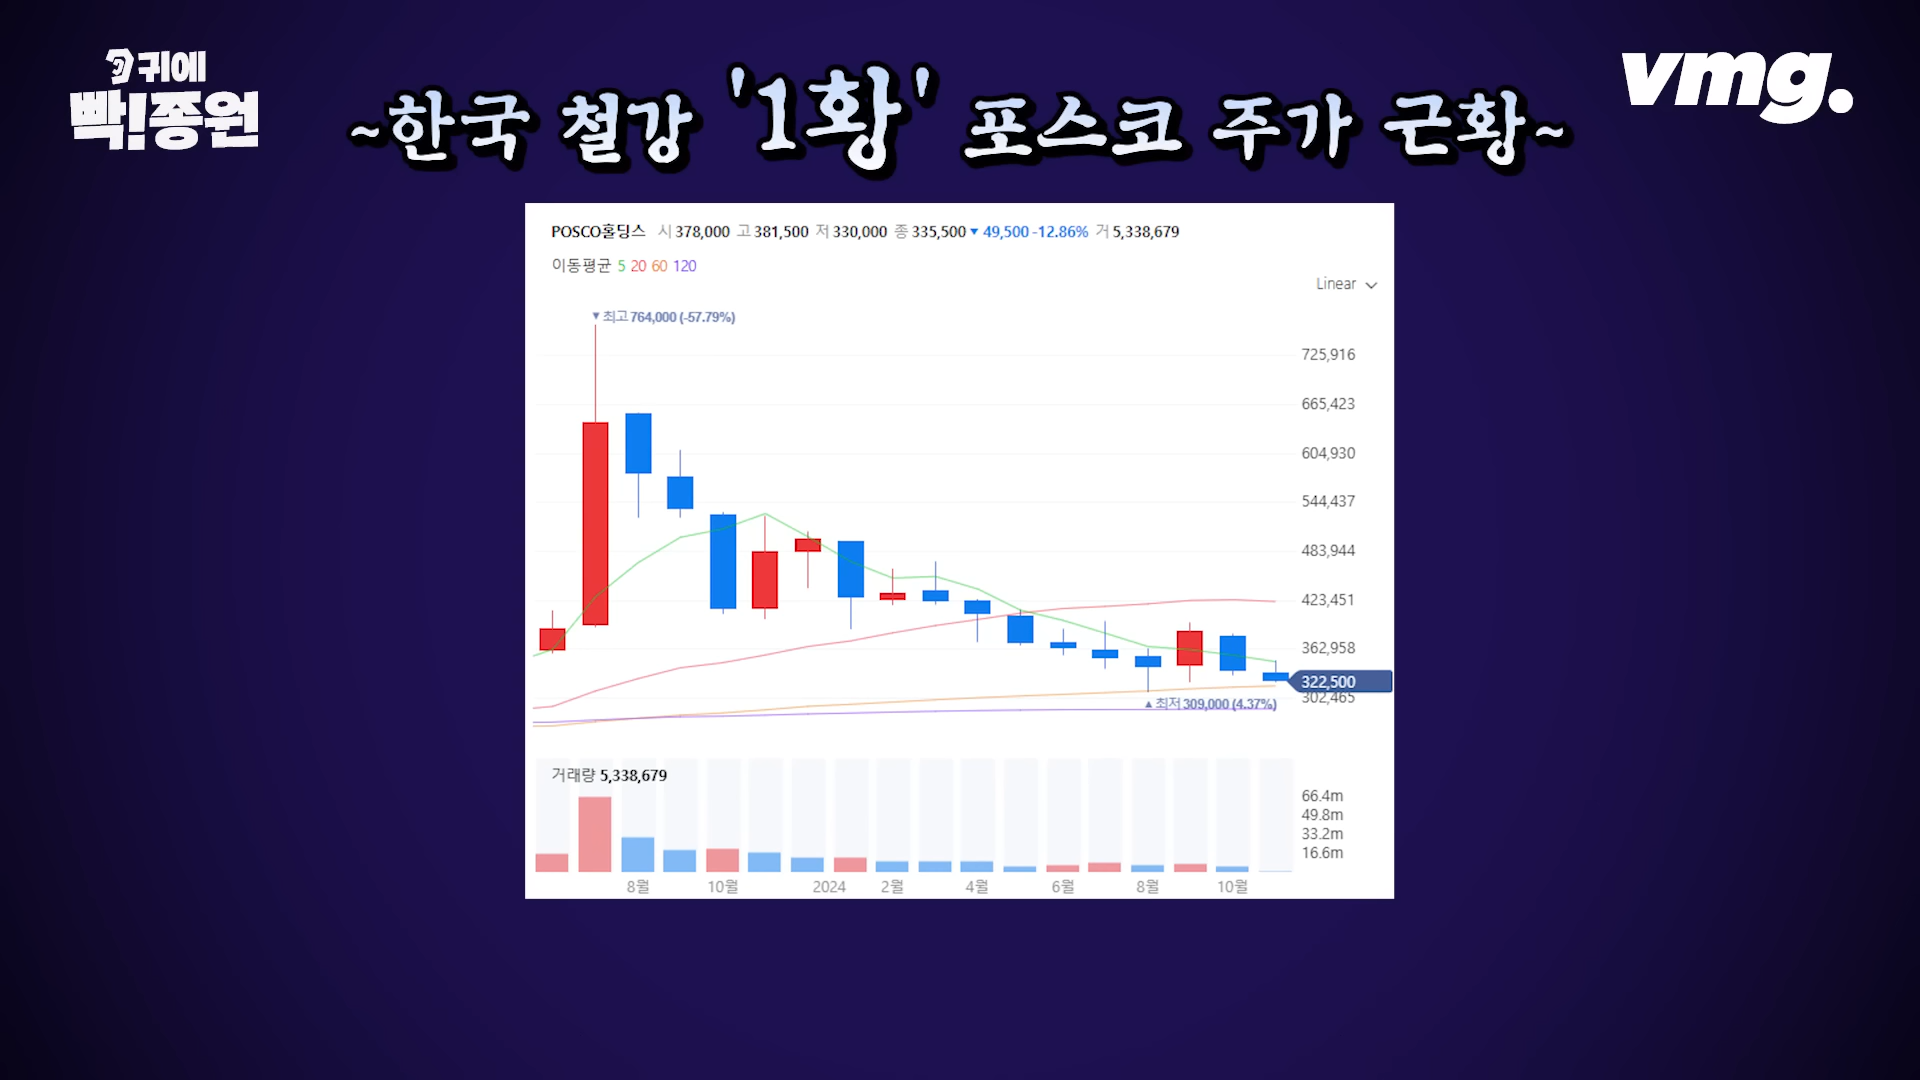 귀에
빡!종원
~한국 철강 '1황' 포스코 주가 근황~
vmg.
POSCO홀딩스 시 378,000 고 381,500 저 330,000 종 335,500 ▼ 49,500 -12.86% 거 5,338,679
이동평균 5 20 60 120
Linear
▼최고 764,000 (-57.79%)
725,916
665,423
604,930
544,437
483,944
423,451
362,958
322,500
302,465
▲최저 309,000 (4.37%)
거래량 5,338,679
66.4m
49.8m
33.2m
16.6m
8월 10월 2024 2월 4월 6월 8월 10월